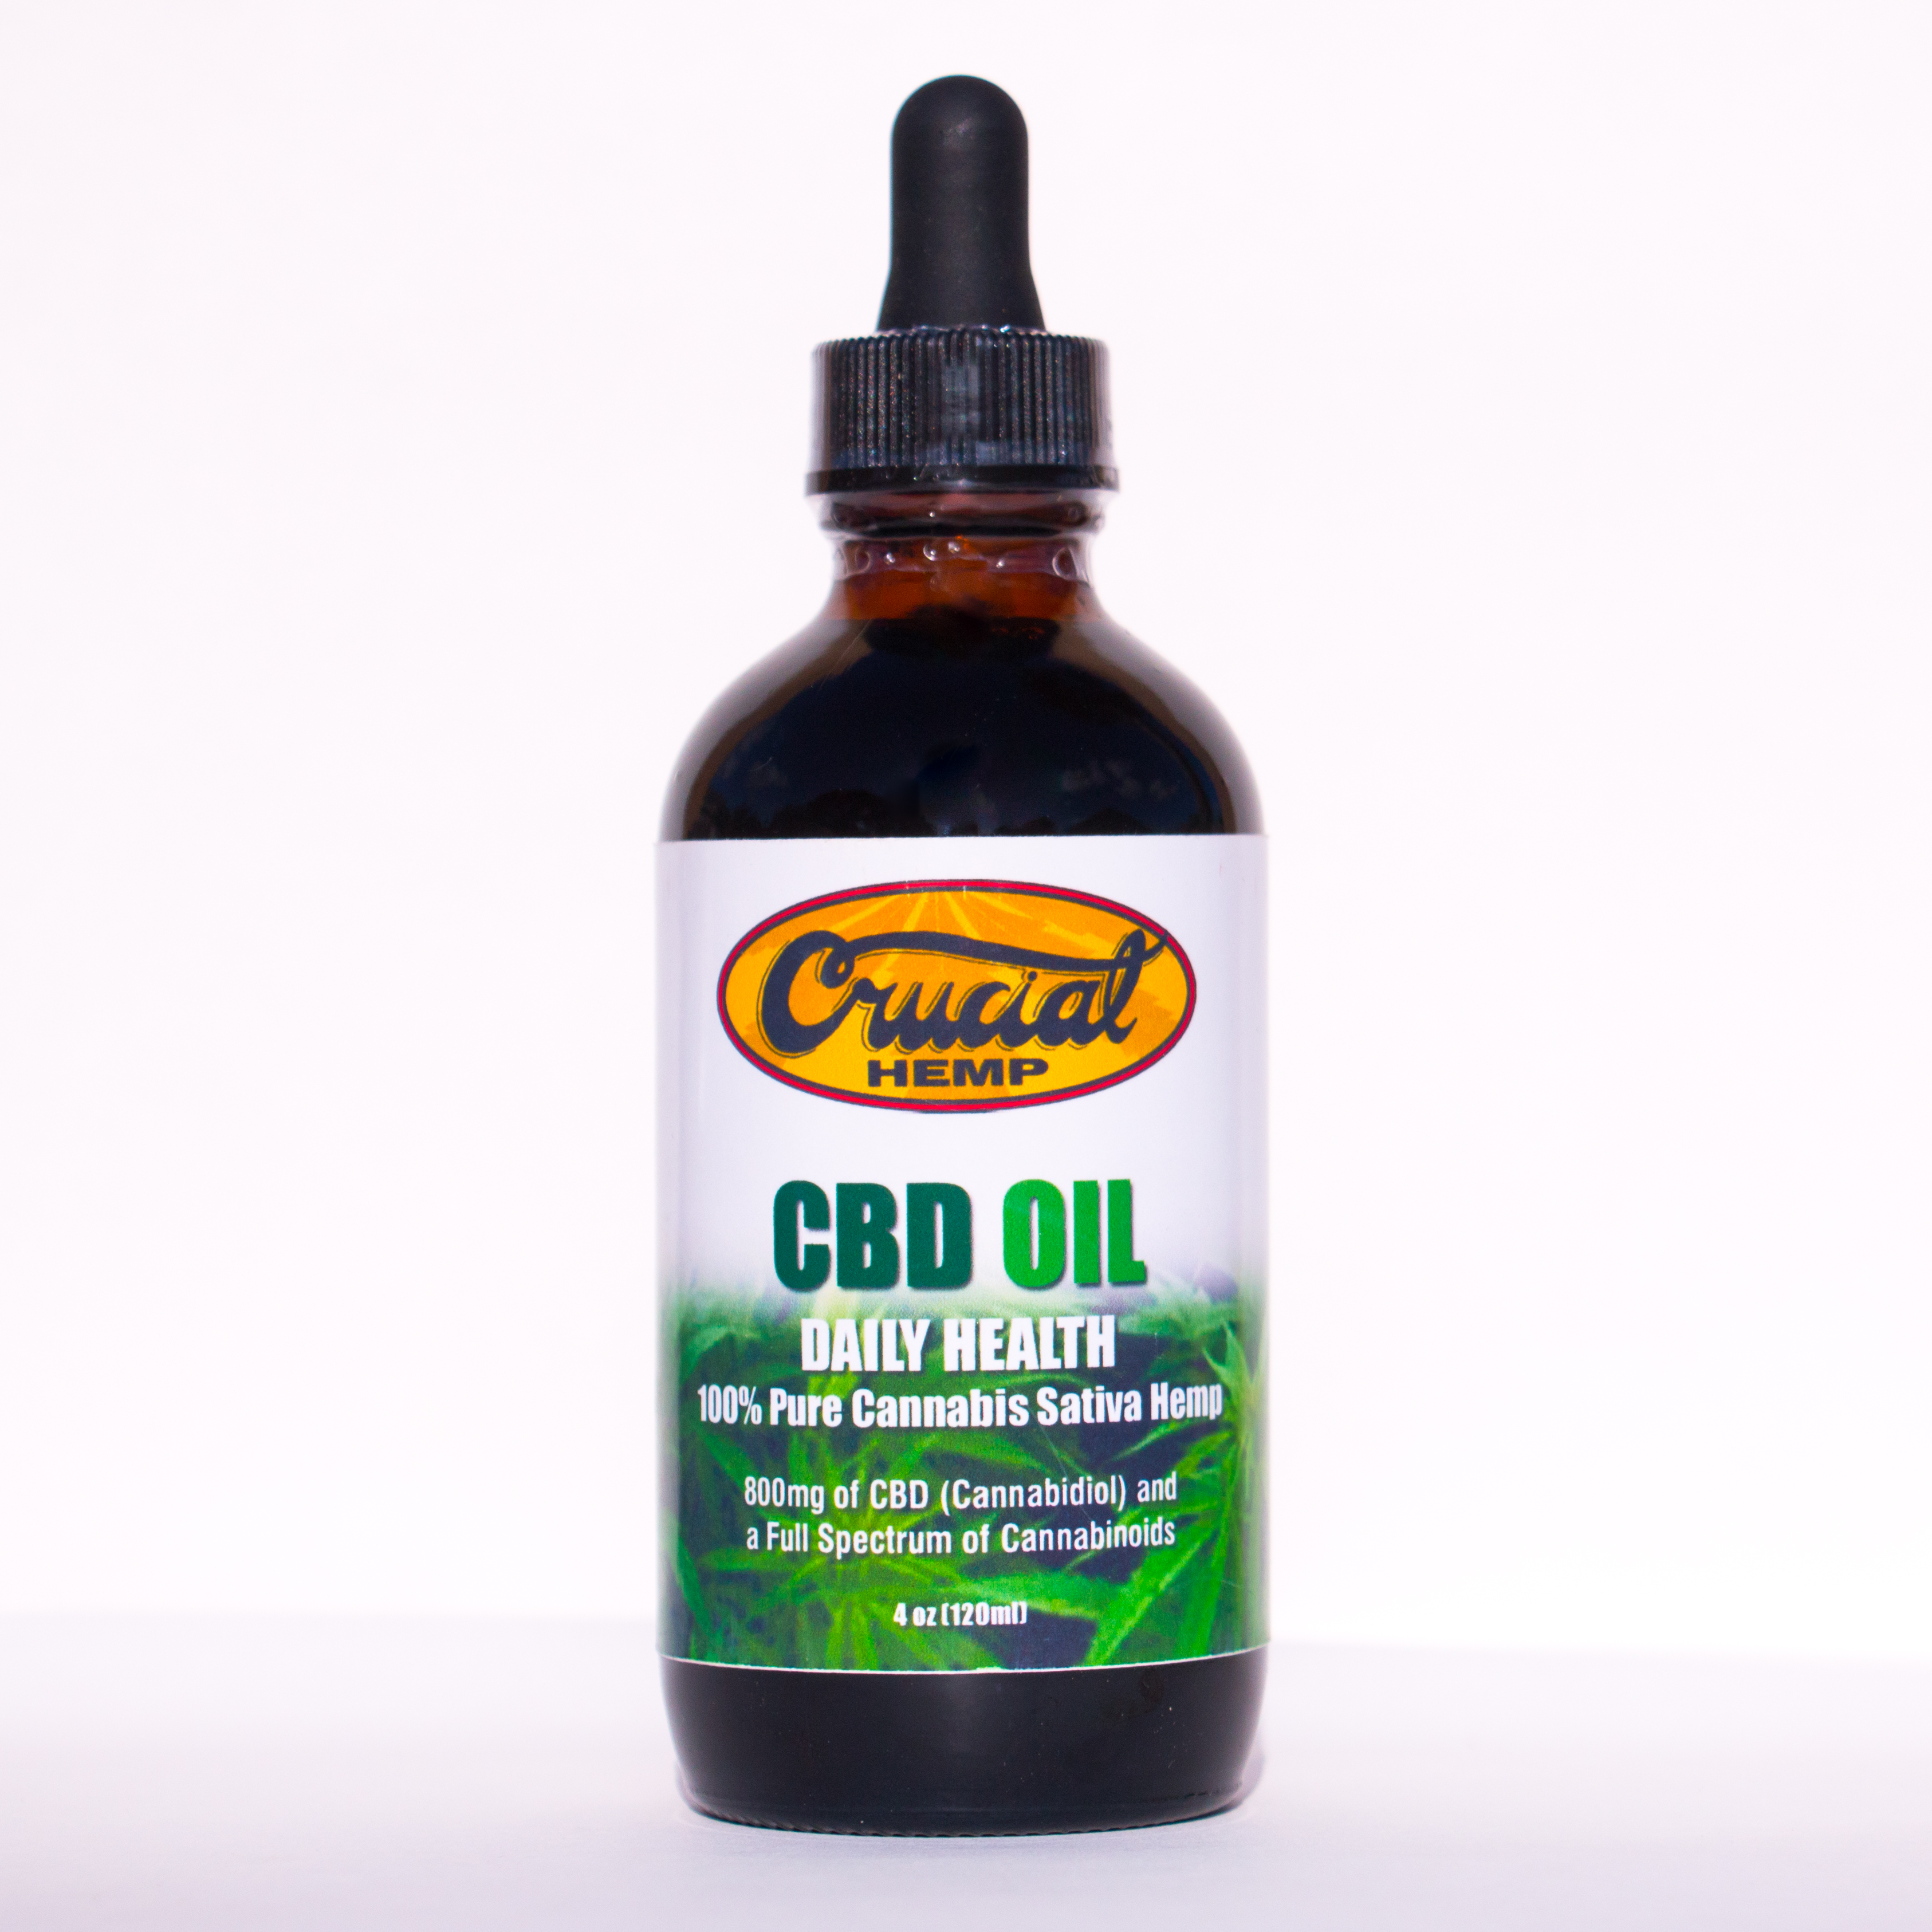 Crucial
HEMP
CBD OIL
DAILY HEALTH
100% Pure Cannabis Sativa Hemp
800mg of CBD (Cannabidiol) and
a Full Spectrum of Cannabinoids
4 oz (120ml)